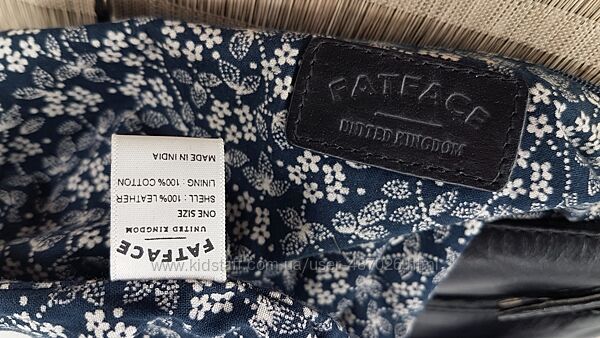 FATFACE
UNITED KINGDOM
FATFACE
UNITED KINGDOM
ONE SIZE
SHELL : 100% LEATHER
LINING : 100% COTTON
MADE IN INDIA